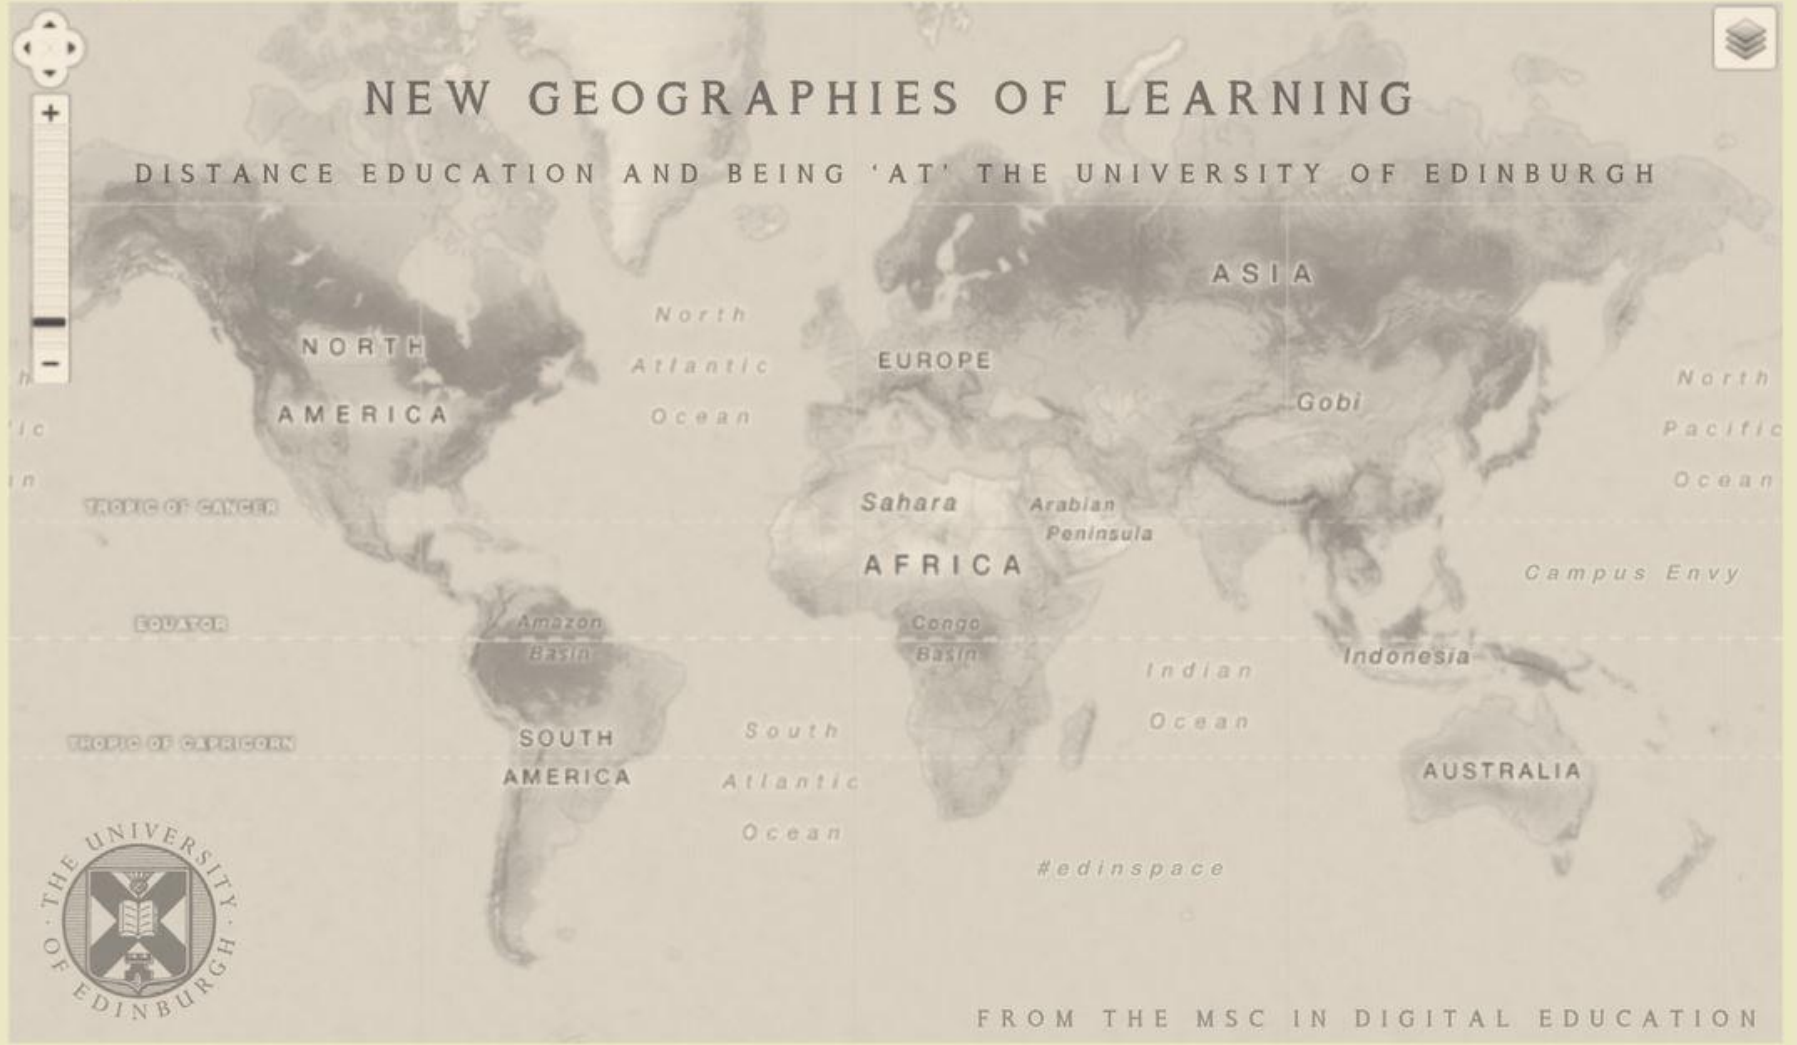 NEW GEOGRAPHIES OF LEARNING
DISTANCE EDUCATION AND BEING ‘AT’ THE UNIVERSITY OF EDINBURGH
+
−
ASIA
North
Atlantic
Ocean
NORTH
AMERICA
EUROPE
Gobi
North
Pacific
Ocean
h
ic
n
TROPIC OF CANCER
Sahara
Arabian
Peninsula
AFRICA
Campus Envy
EQUATOR
Amazon
Basin
Congo
Basin
Indonesia
Indian
Ocean
TROPIC OF CAPRICORN
SOUTH
AMERICA
South
Atlantic
Ocean
AUSTRALIA
#edinspace
· THE UNIVERSITY · OF EDINBURGH
FROM THE MSC IN DIGITAL EDUCATION